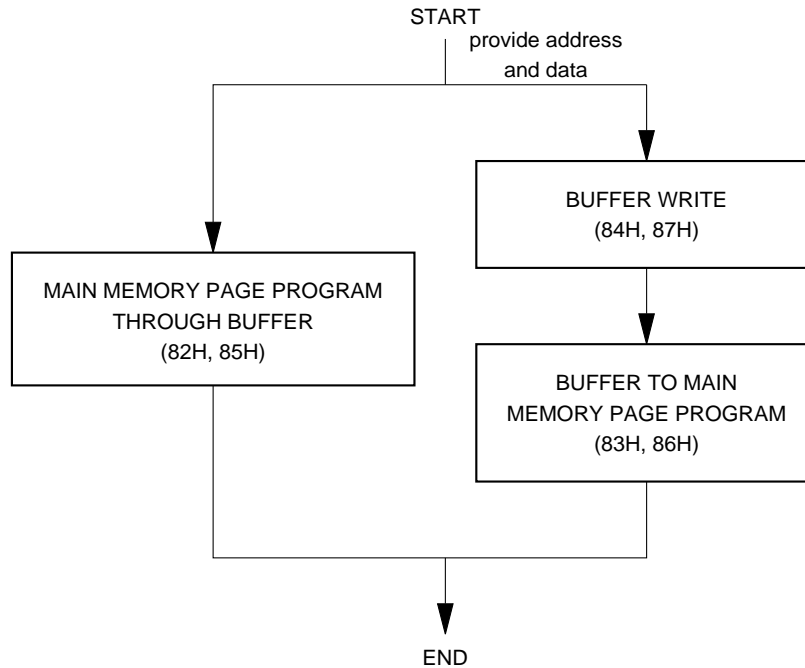 START
provide address
and data
BUFFER WRITE
(84H, 87H)
MAIN MEMORY PAGE PROGRAM
THROUGH BUFFER
(82H, 85H)
BUFFER TO MAIN
MEMORY PAGE PROGRAM
(83H, 86H)
END